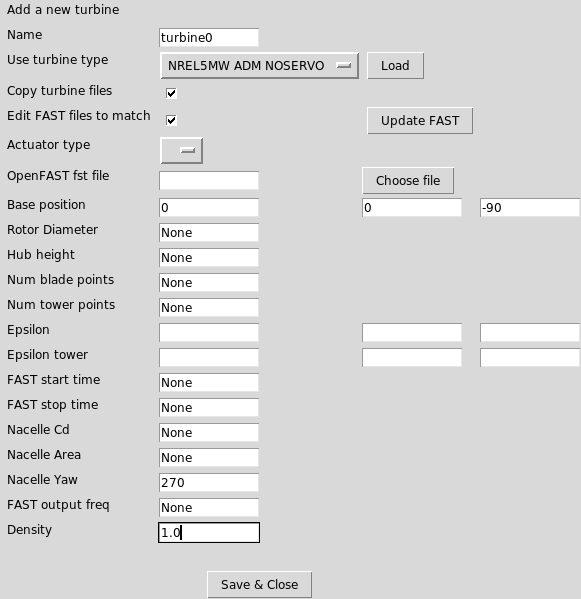 Add a new turbine
Name turbine0
Use turbine type NREL5MW ADM NOSERVO Load
Copy turbine files
Edit FAST files to match Update FAST
Actuator type
OpenFAST fst file Choose file
Base position 0 0 -90
Rotor Diameter None
Hub height None
Num blade points None
Num tower points None
Epsilon
Epsilon tower
FAST start time None
FAST stop time None
Nacelle Cd None
Nacelle Area None
Nacelle Yaw 270
FAST output freq None
Density 1.0
Save & Close